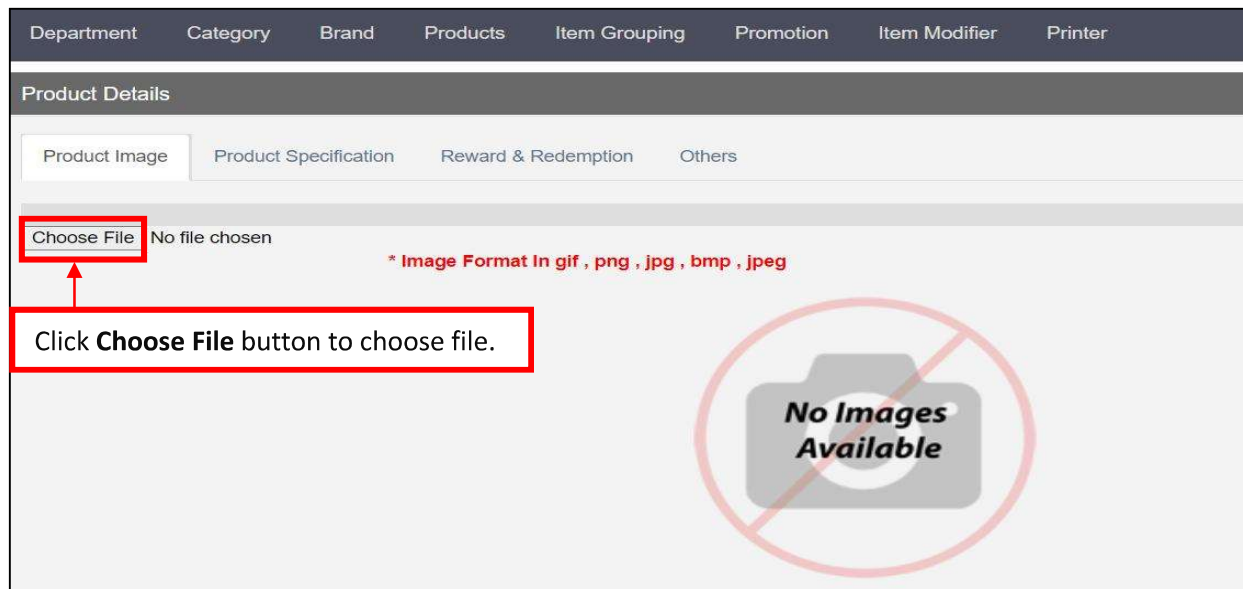 Department Category Brand Products Item Grouping Promotion Item Modifier Printer
Product Details
Product Image Product Specification Reward & Redemption Others
Choose File No file chosen
* Image Format In gif , png , jpg , bmp , jpeg
Click Choose File button to choose file.
No Images
Available